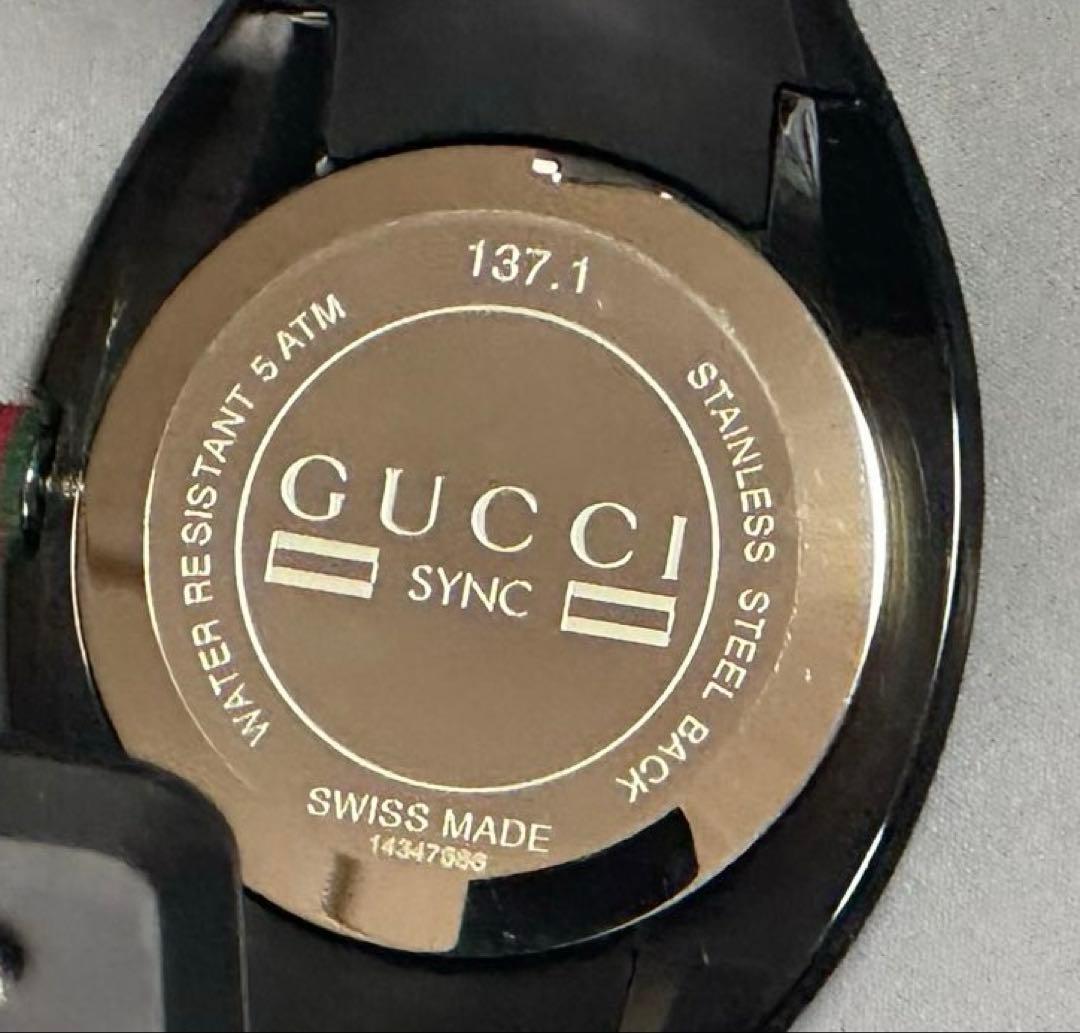 137.1
WATER RESISTANT 5 ATM
STAINLESS STEEL BACK
GUCCI
SYNC
SWISS MADE